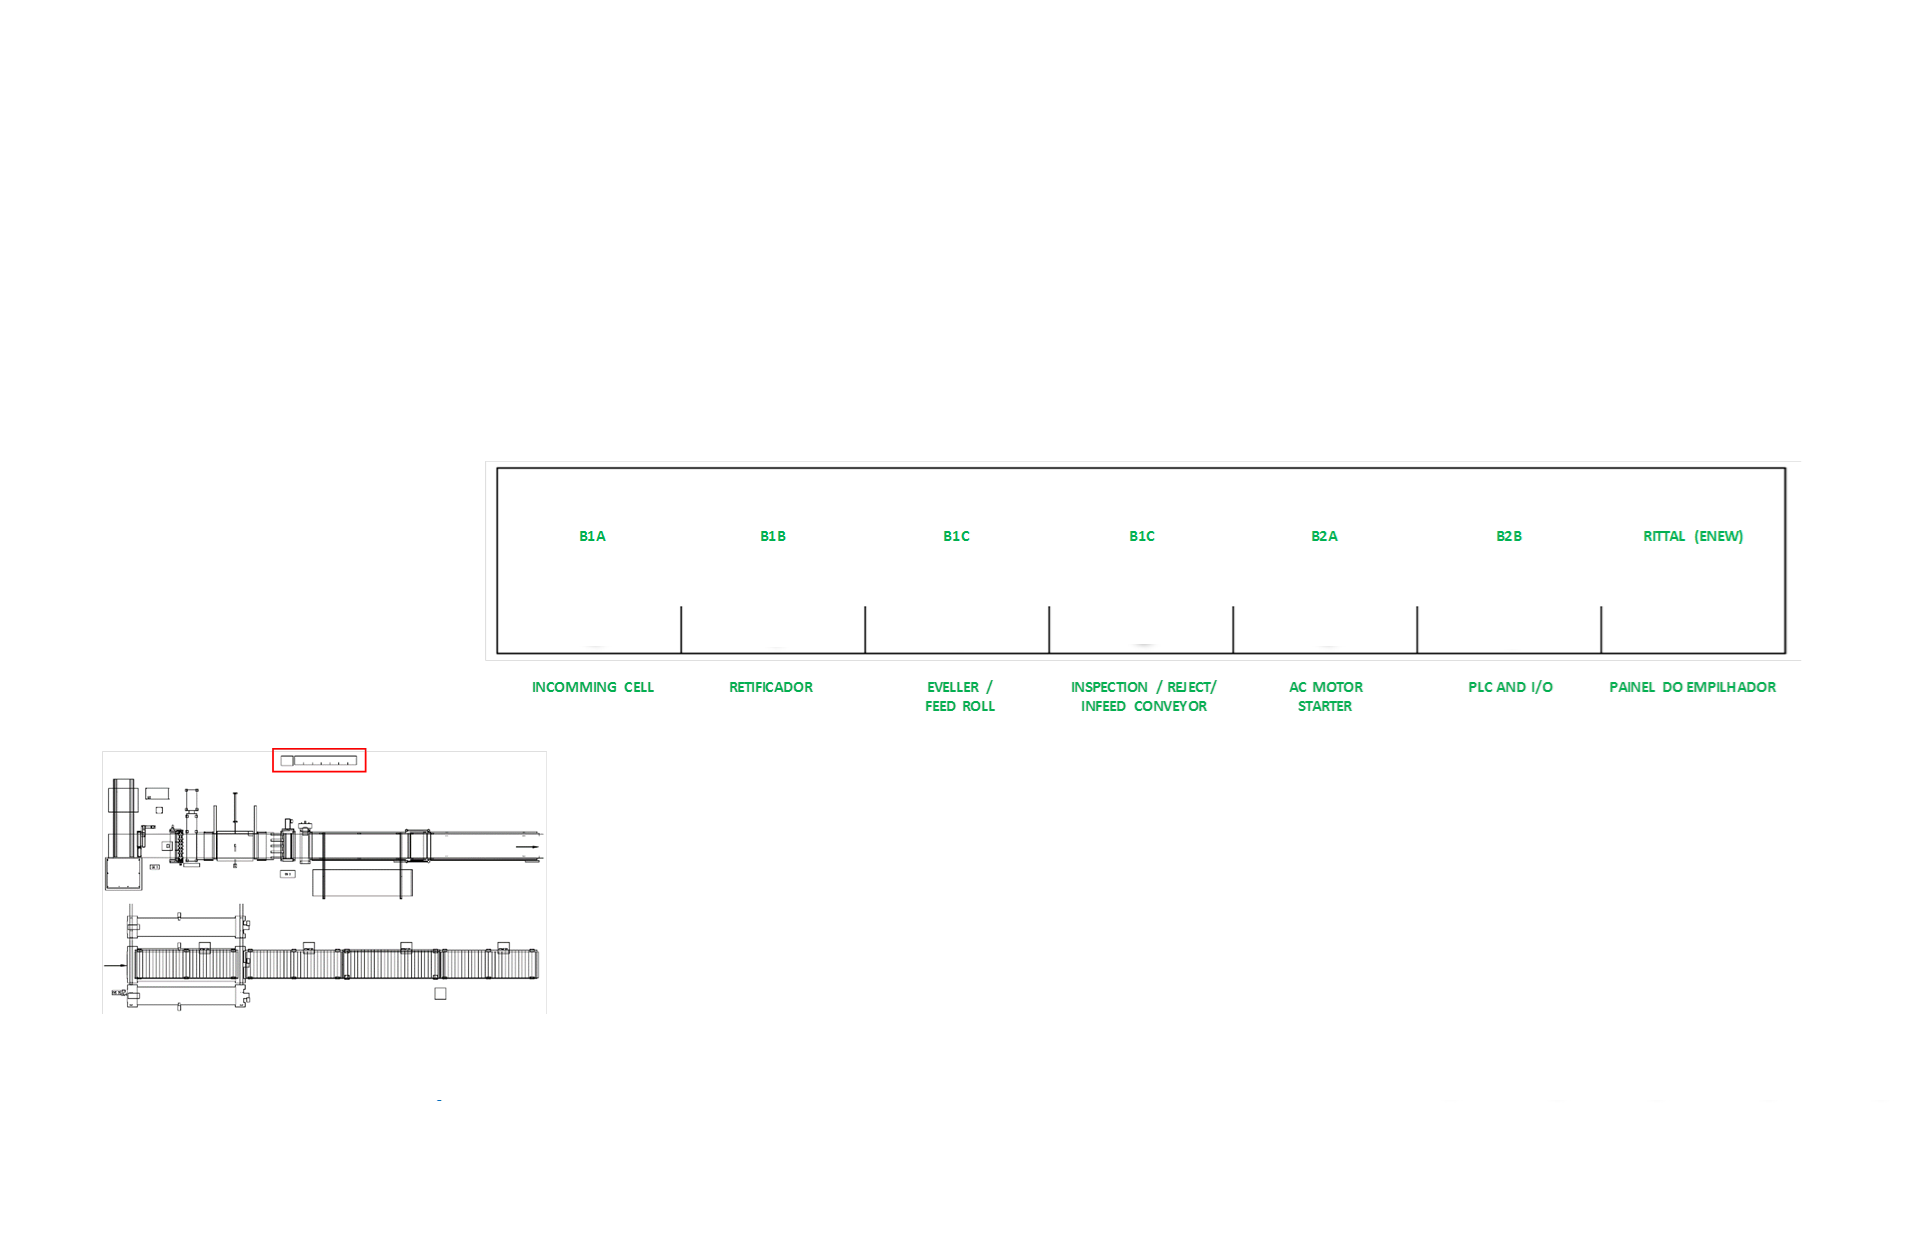 B1A B1B B1C B1C B2A B2B RITTAL (ENEW)
INCOMMING CELL RETIFICADOR EVELLER / INSPECTION / REJECT/ AC MOTOR PLC AND I/O PAINEL DO EMPILHADOR
FEED ROLL INFEED CONVEYOR STARTER